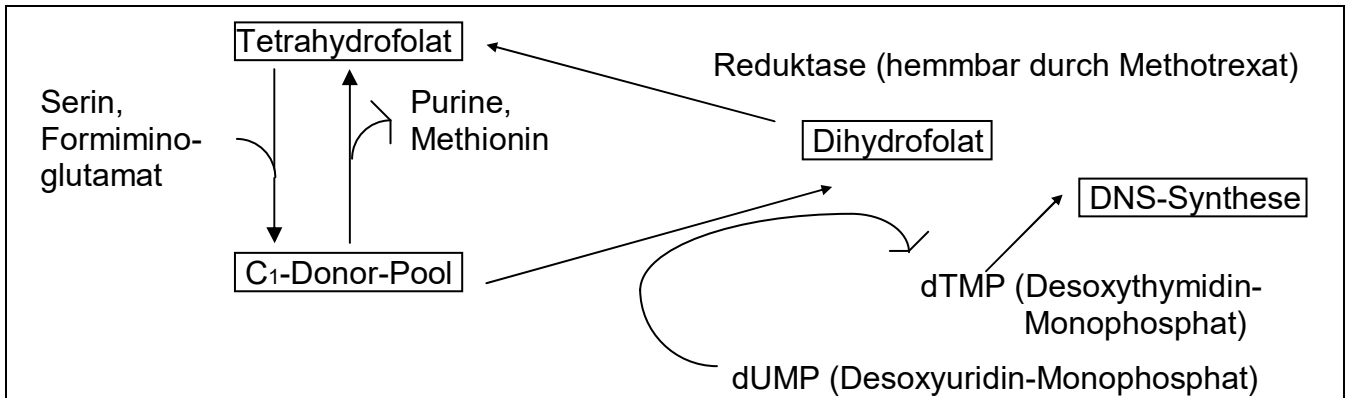 Tetrahydrofolat
Reduktase (hemmbar durch Methotrexat)
Serin,
Formimino-
glutamat
Purine,
Methionin
Dihydrofolat
DNS-Synthese
C1-Donor-Pool
dTMP (Desoxythymidin-
Monophosphat)
dUMP (Desoxyuridin-Monophosphat)